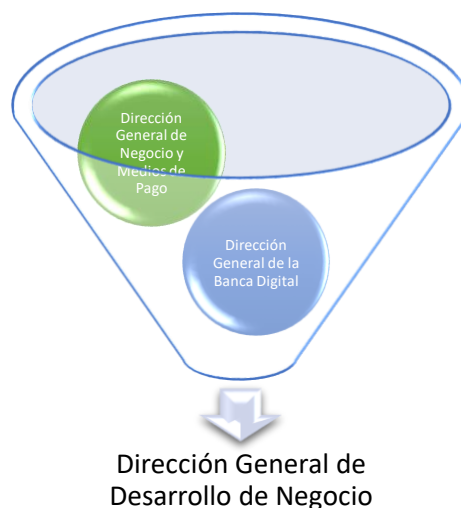 Dirección
General de
Negocio y
Medios de
Pago
Dirección
General de la
Banca Digital
Dirección General de
Desarrollo de Negocio